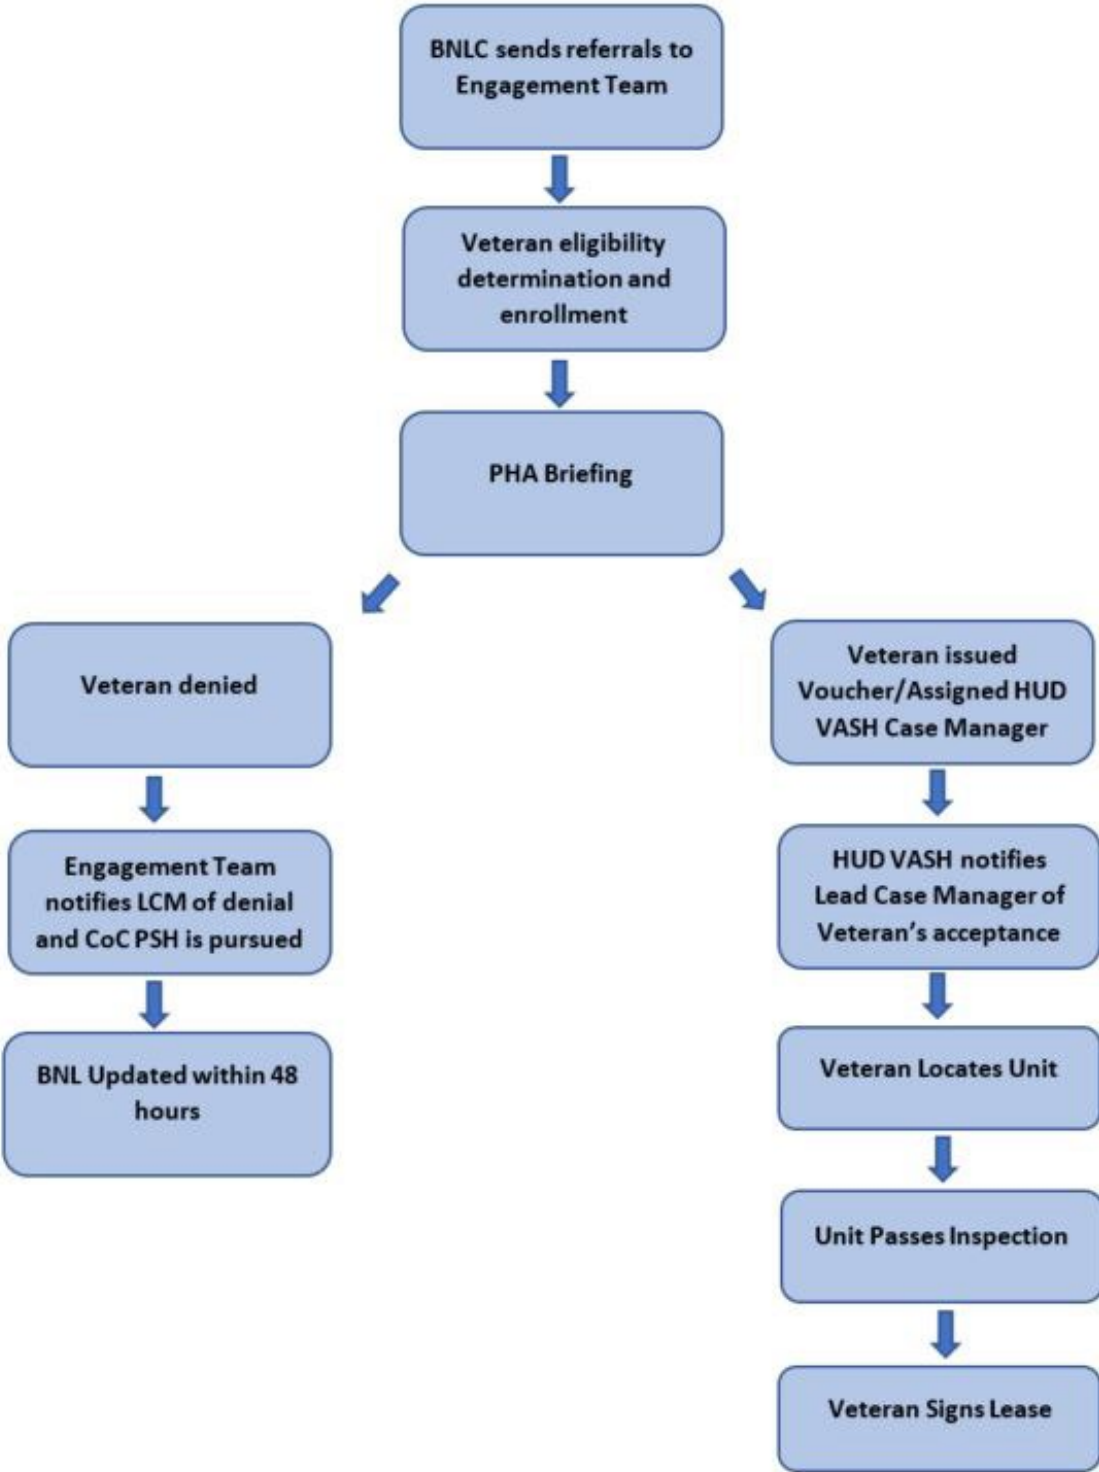 BNLC sends referrals to
Engagement Team
Veteran eligibility
determination and
enrollment
PHA Briefing
Veteran denied
Engagement Team
notifies LCM of denial
and CoC PSH is pursued
BNL Updated within 48
hours
Veteran issued
Voucher/Assigned HUD
VASH Case Manager
HUD VASH notifies
Lead Case Manager of
Veteran’s acceptance
Veteran Locates Unit
Unit Passes Inspection
Veteran Signs Lease